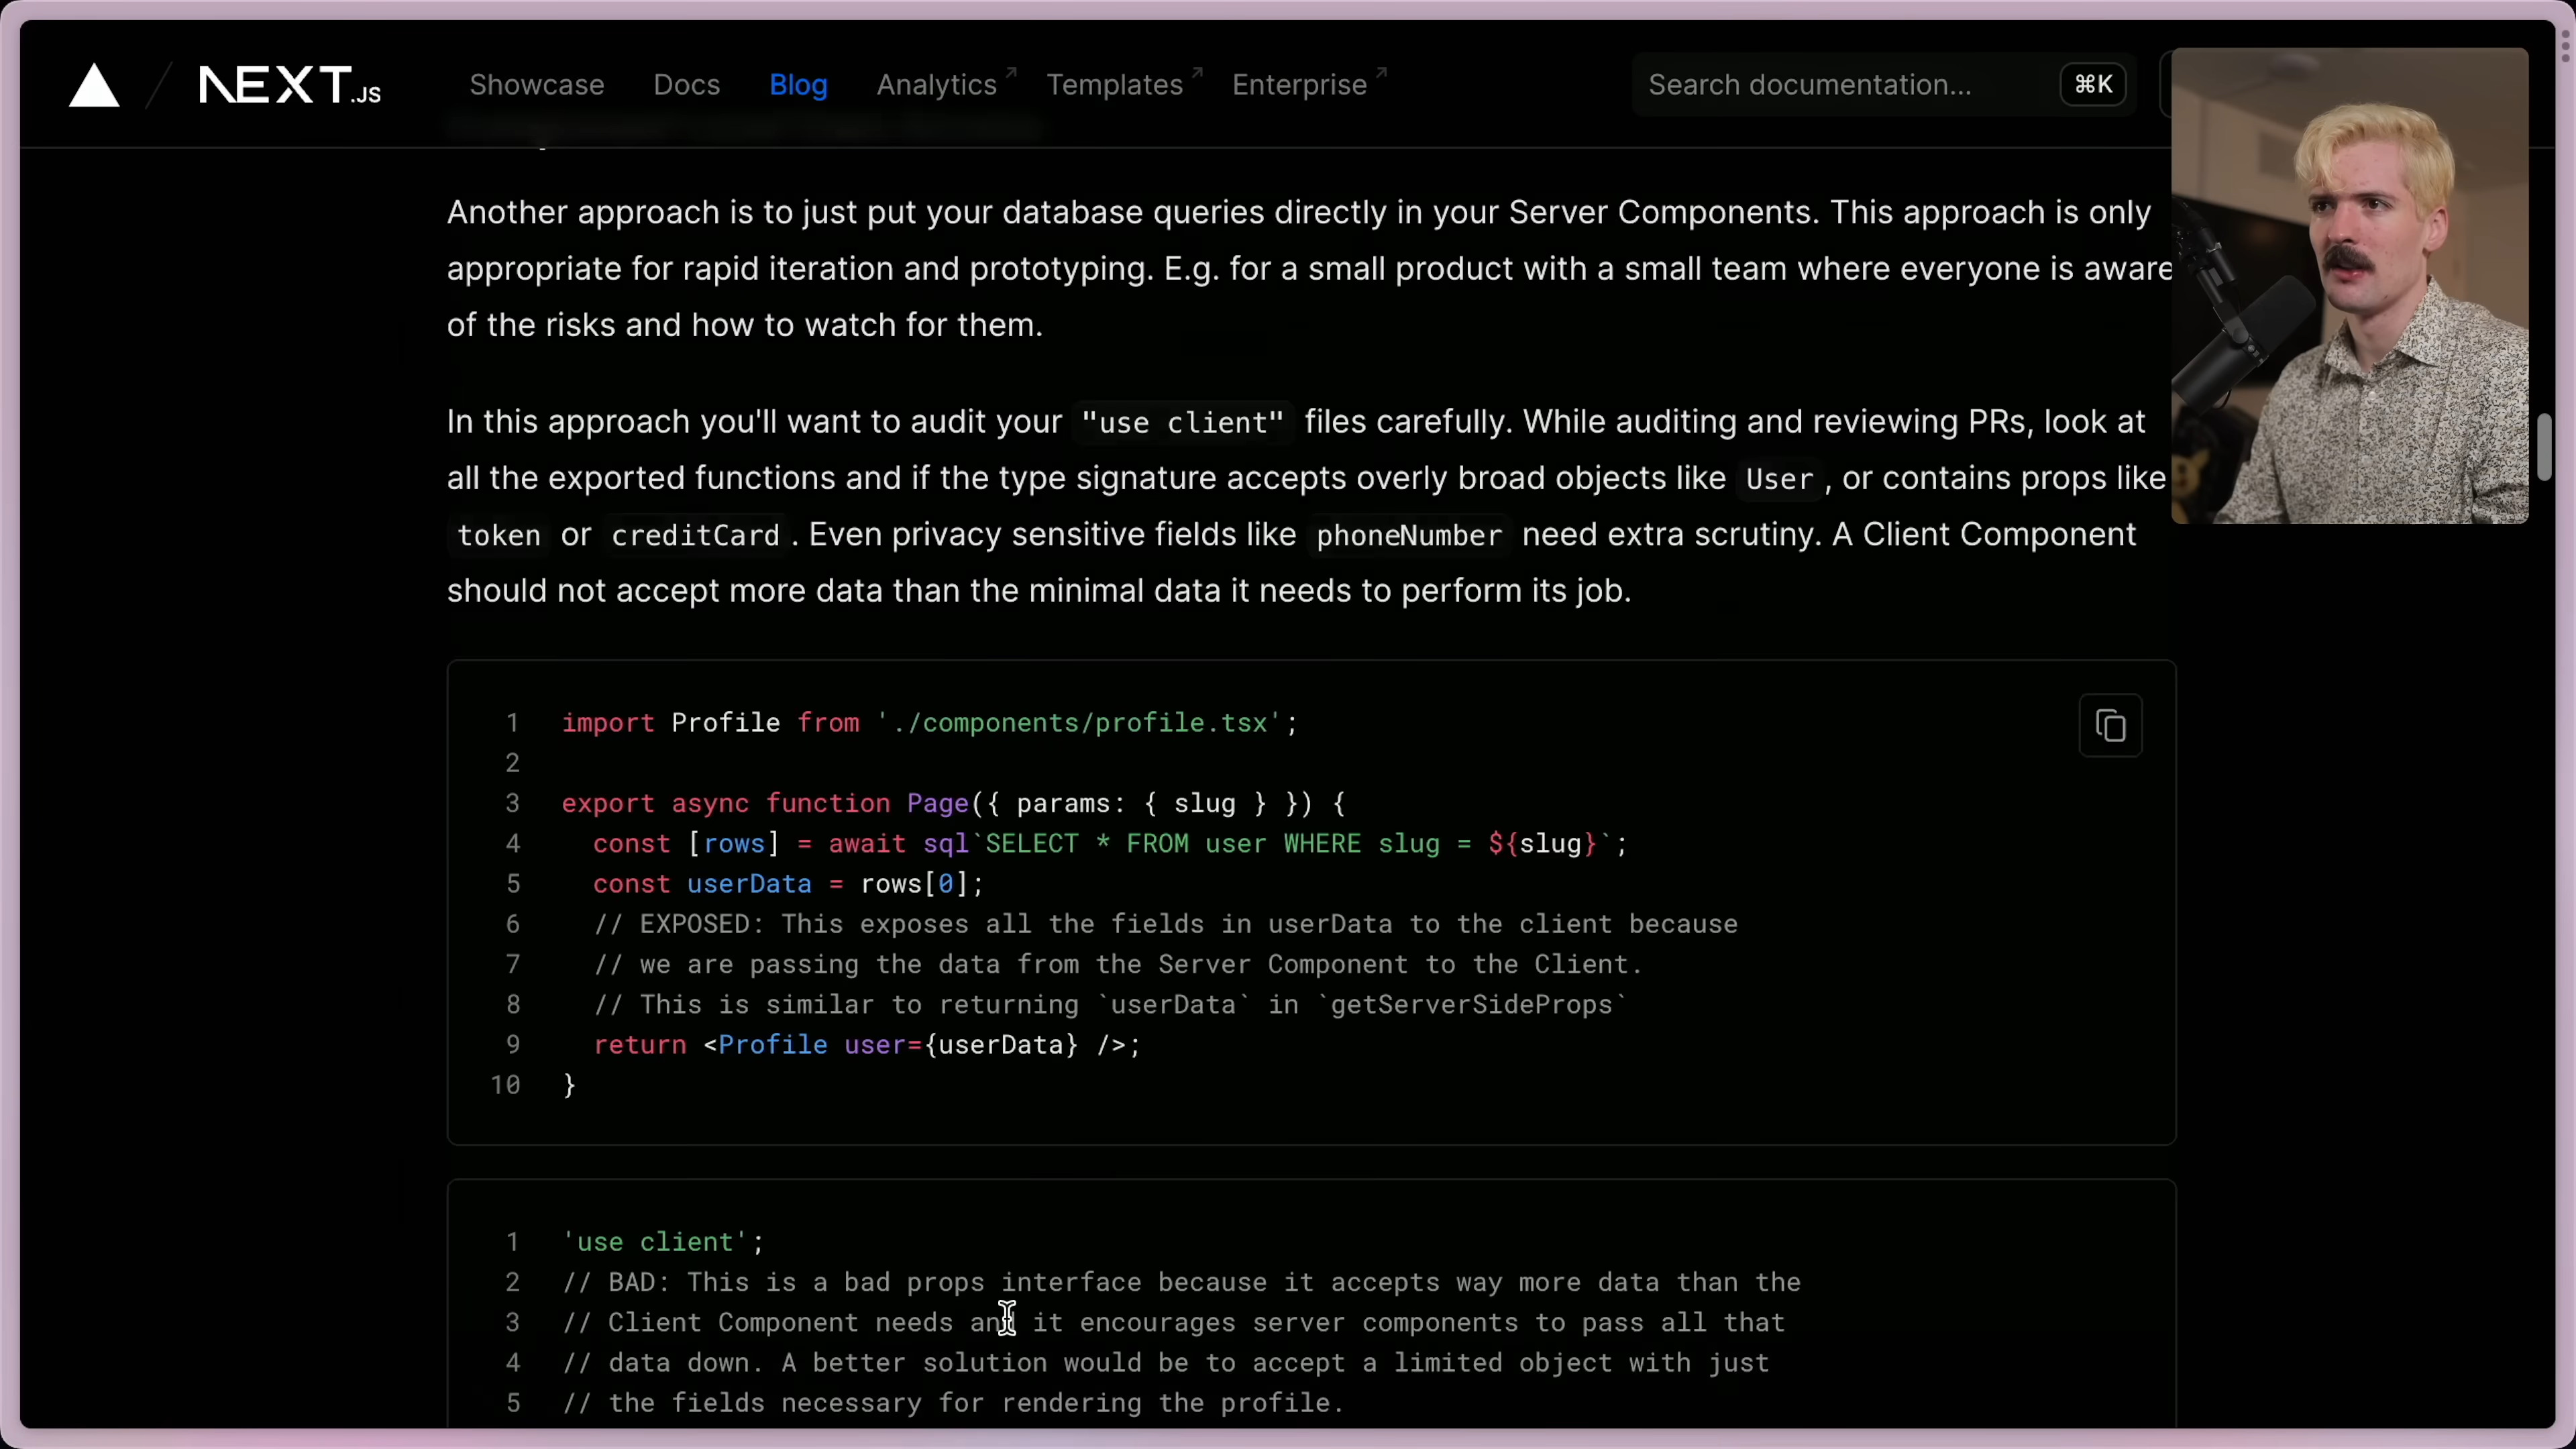 NEXT.JS
Showcase Docs Blog Analytics Templates Enterprise
Search documentation... ⌘K
Another approach is to just put your database queries directly in your Server Components. This approach is only
appropriate for rapid iteration and prototyping. E.g. for a small product with a small team where everyone is aware
of the risks and how to watch for them.
In this approach you'll want to audit your "use client" files carefully. While auditing and reviewing PRs, look at
all the exported functions and if the type signature accepts overly broad objects like User, or contains props like
token or creditCard. Even privacy sensitive fields like phoneNumber need extra scrutiny. A Client Component
should not accept more data than the minimal data it needs to perform its job.
1 import Profile from './components/profile.tsx';
2
3 export async function Page({ params: { slug } }) {
4 const [rows] = await sql`SELECT * FROM user WHERE slug = ${slug}`;
5 const userData = rows[0];
6 // EXPOSED: This exposes all the fields in userData to the client because
7 // we are passing the data from the Server Component to the Client.
8 // This is similar to returning `userData` in `getServerSideProps`
9 return <Profile user={userData} />;
10 }
1 'use client';
2 // BAD: This is a bad props interface because it accepts way more data than the
3 // Client Component needs and it encourages server components to pass all that
4 // data down. A better solution would be to accept a limited object with just
5 // the fields necessary for rendering the profile.